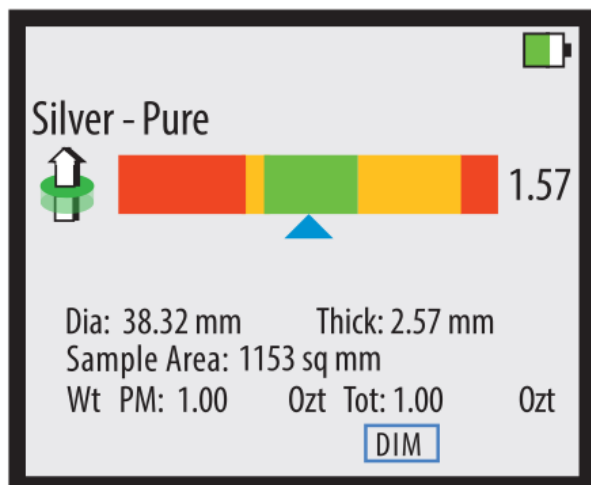 Silver - Pure
1.57
Dia: 38.32 mm Thick: 2.57 mm
Sample Area: 1153 sq mm
Wt PM: 1.00 Ozt Tot: 1.00 Ozt
DIM